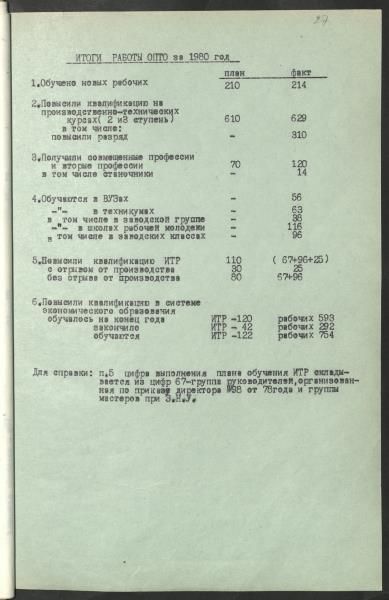 27
ИТОГИ РАБОТЫ ОПТО за 1980 год
план факт
1.Обучено новых рабочих 210 214
2.Повысили квалификацию на
производственно-технических
курсах( 2 из ступень) 610 629
в том числе:
повысили разряд - 310
3.Получили совмещенные профессии
и вторые профессии 70 120
в том числе станочники - 14
4.Обучаются в ВУЗах - 56
-"- в техникумах - 63
в том числе в заводской группе - 38
-"- в школах рабочей молодежи - 116
в том числе в заводских классах - 96
5.Повысили квалификацию ИТР 110 ( 67+96+25)
с отрывом от производства 30 25
без отрыва от производства 80 67+96
6.Повысили квалификацию в системе
экономического образования
обучалось на конец года ИТР -120 рабочих 593
закончило ИТР - 42 рабочих 292
обучаются ИТР -122 рабочих 754
Для справки: п.5 цифра выполнения плана обучения ИТР складывается
вается из цифр 67-группа руководителей,организован-
ная по приказу директора №98 от 78года и группы
мастеров при З.Н.У.